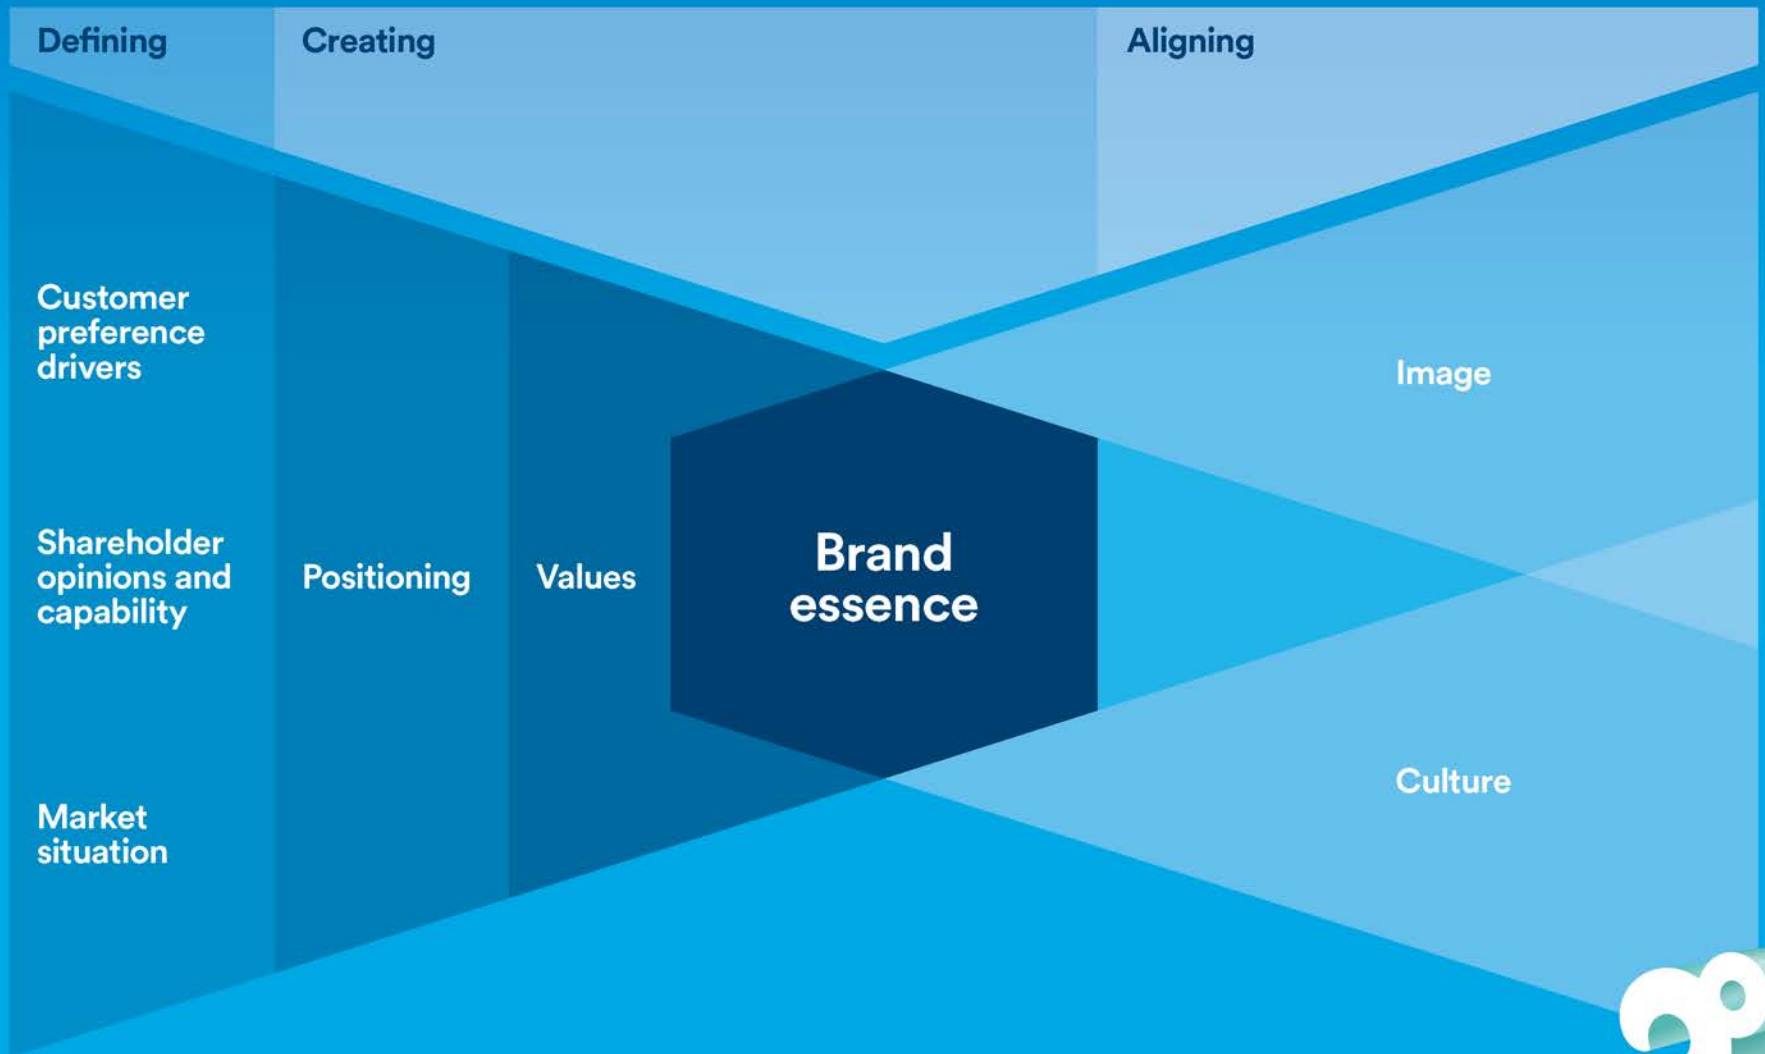 Defining
Creating
Aligning
Customer
preference
drivers
Shareholder
opinions and
capability
Market
situation
Positioning
Values
Brand
essence
Image
Culture